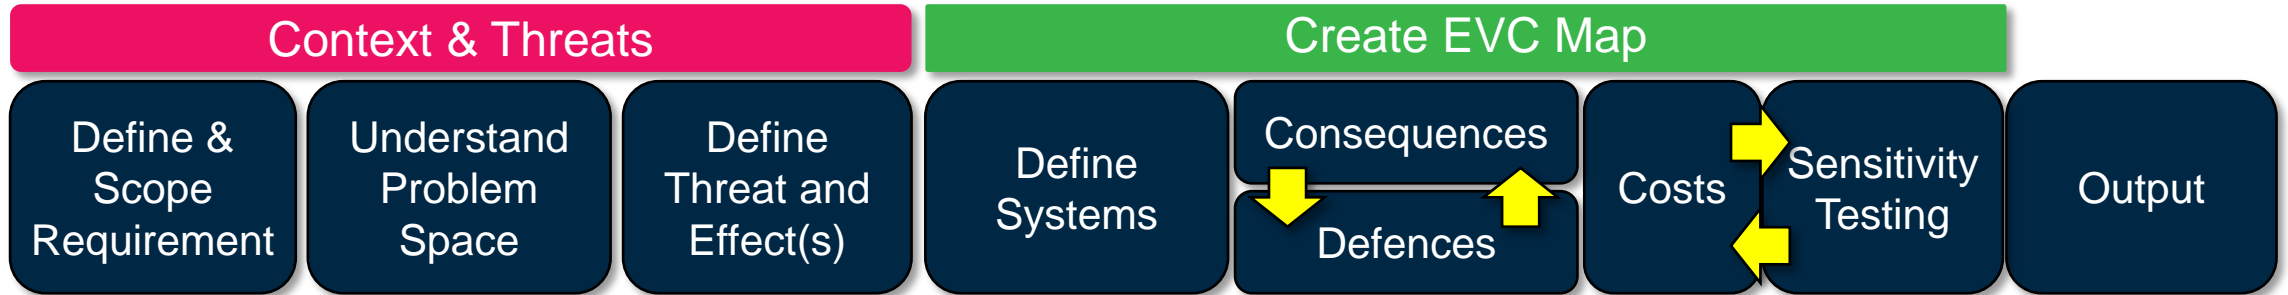 Context & Threats
Create EVC Map
Define &
Scope
Requirement
Understand
Problem
Space
Define
Threat and
Effect(s)
Define
Systems
Consequences
Defences
Costs
Sensitivity
Testing
Output